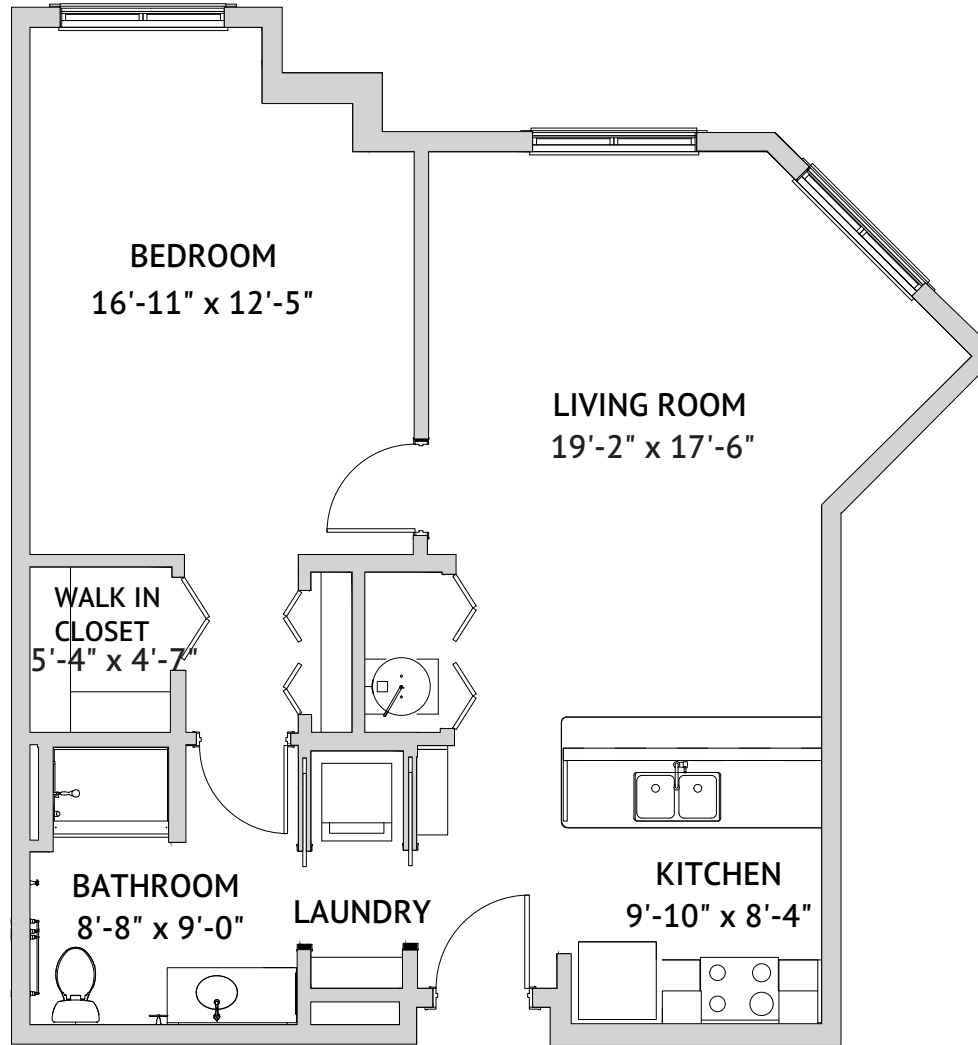 BEDROOM
16'-11" x 12'-5"
LIVING ROOM
19'-2" x 17'-6"
WALK IN
CLOSET
5'-4" x 4'-7"
BATHROOM
8'-8" x 9'-0"
LAUNDRY
KITCHEN
9'-10" x 8'-4"